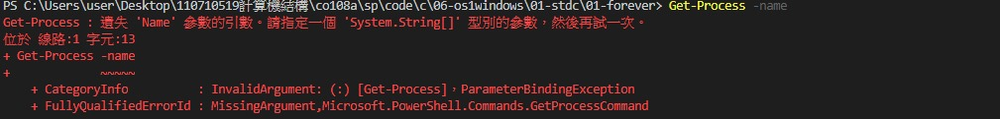 PS C:\Users\user\Desktop\110710519計算機結構\co108a\sp\code\c\06-os1windows\01-stdc\01-forever> Get-Process -name
Get-Process : 遺失 'Name' 參數的引數。請指定一個 'System.String[]' 型別的參數，然後再試一次。
位於 線路:1 字元:13
+ Get-Process -name
+             ~~~~~
    + CategoryInfo          : InvalidArgument: (:) [Get-Process]，ParameterBindingException
    + FullyQualifiedErrorId : MissingArgument,Microsoft.PowerShell.Commands.GetProcessCommand